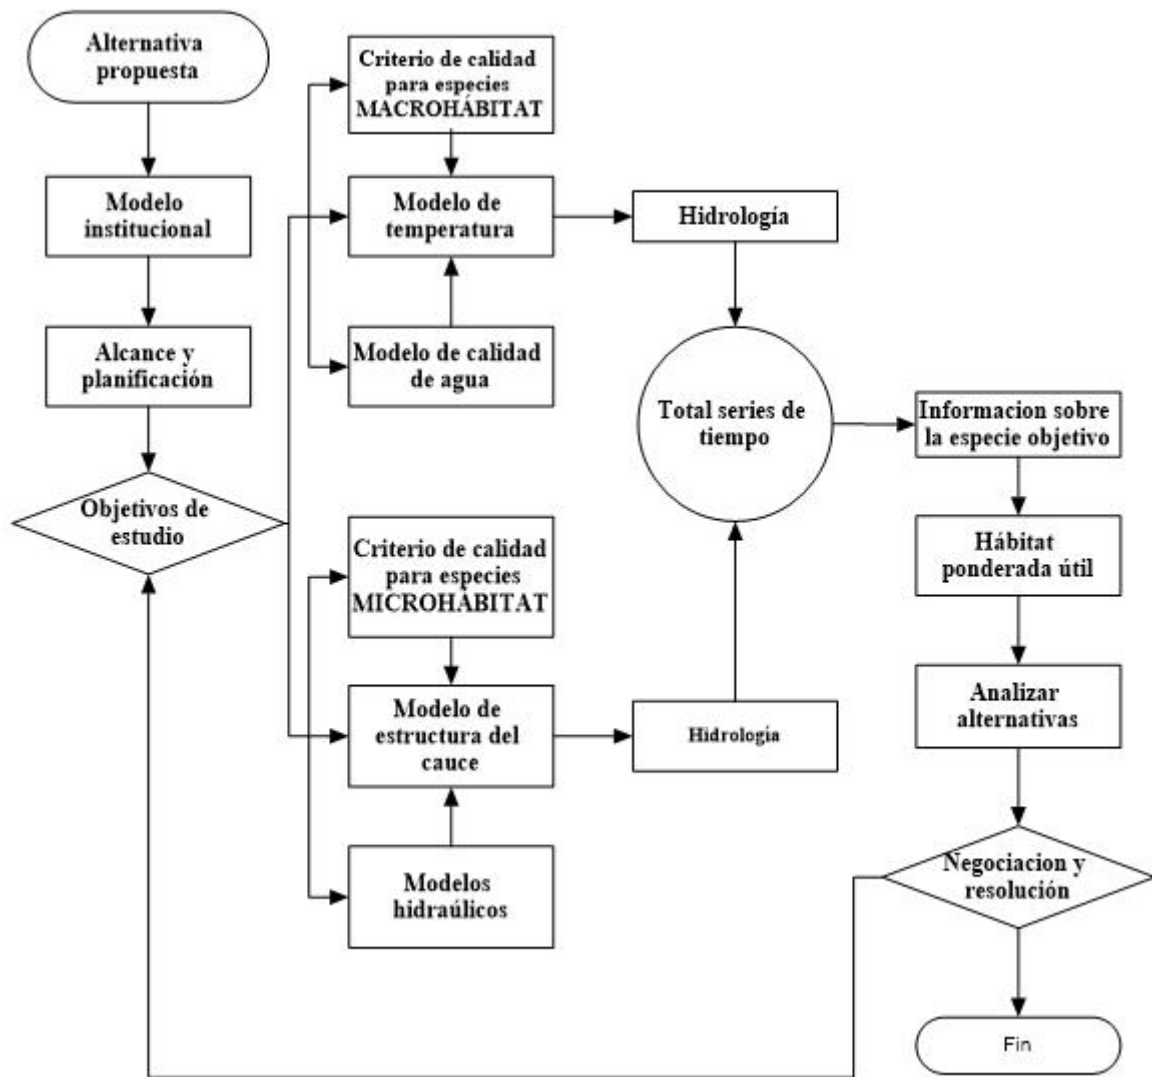 Alternativa
propuesta
Modelo
institucional
Alcance y
planificación
Objetivos de
estudio
Criterio de calidad
para especies
MACROHÁBITAT
Modelo de
temperatura
Modelo de calidad
de agua
Criterio de calidad
para especies
MICROHÁBITAT
Modelo de
estructura del
cauce
Modelos
hidraúlicos
Hidrología
Total series de
tiempo
Hidrología
Informacion sobre
la especie objetivo
Hábitat
ponderada útil
Analizar
alternativas
Negociacion y
resolución
Fin